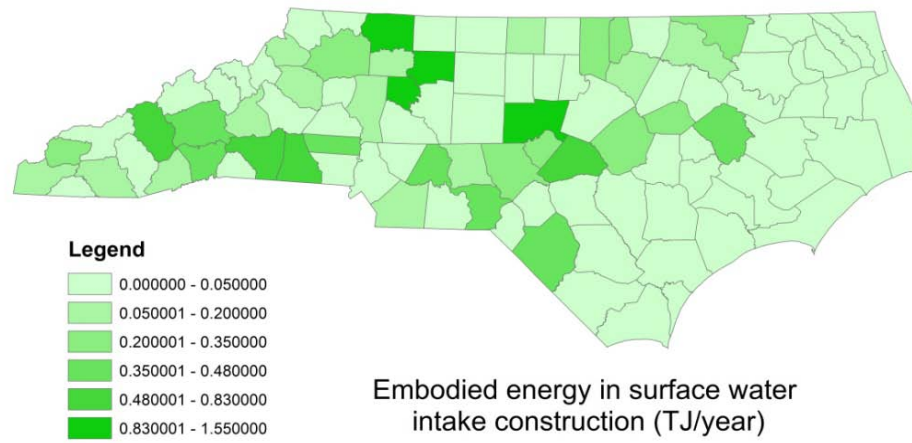 Legend
0.000000 - 0.050000
0.050001 - 0.200000
0.200001 - 0.350000
0.350001 - 0.480000
0.480001 - 0.830000
0.830001 - 1.550000
Embodied energy in surface water
intake construction (TJ/year)